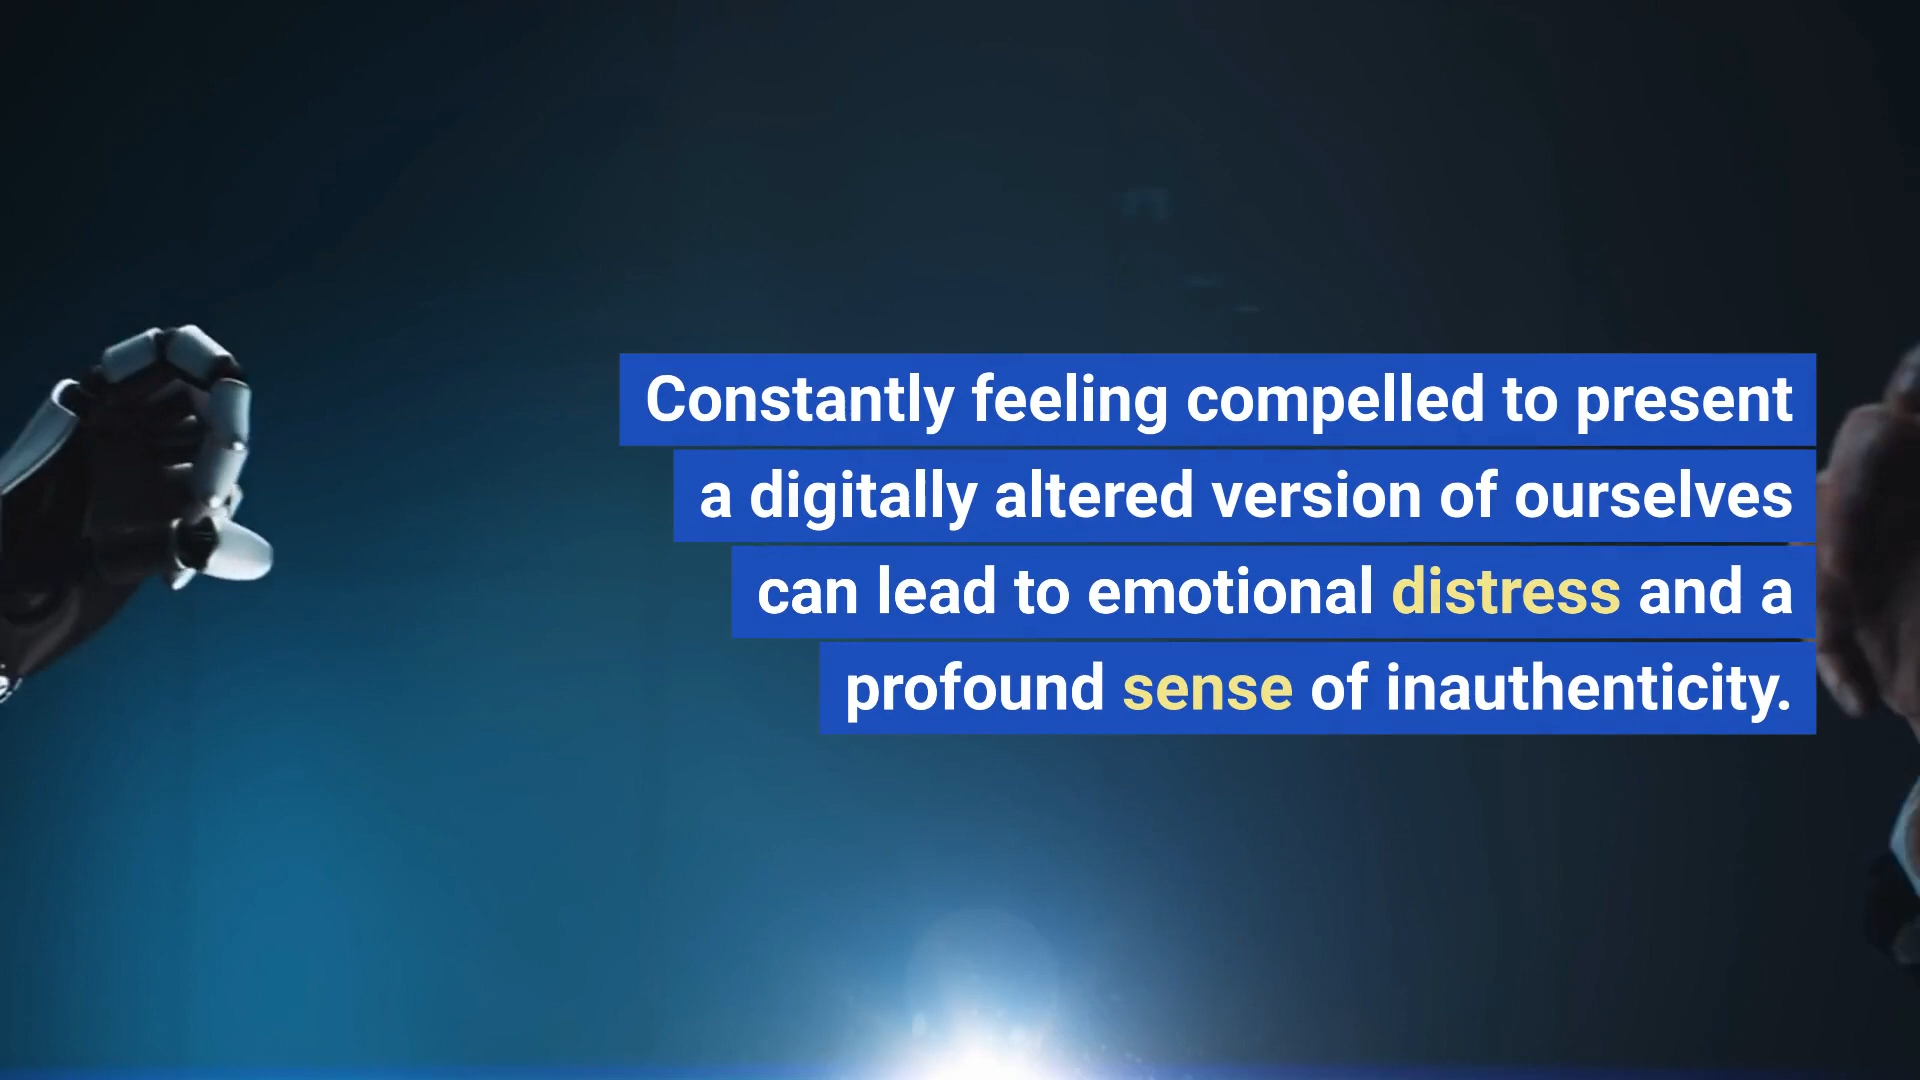 Constantly feeling compelled to present
a digitally altered version of ourselves
can lead to emotional distress and a
profound sense of inauthenticity.